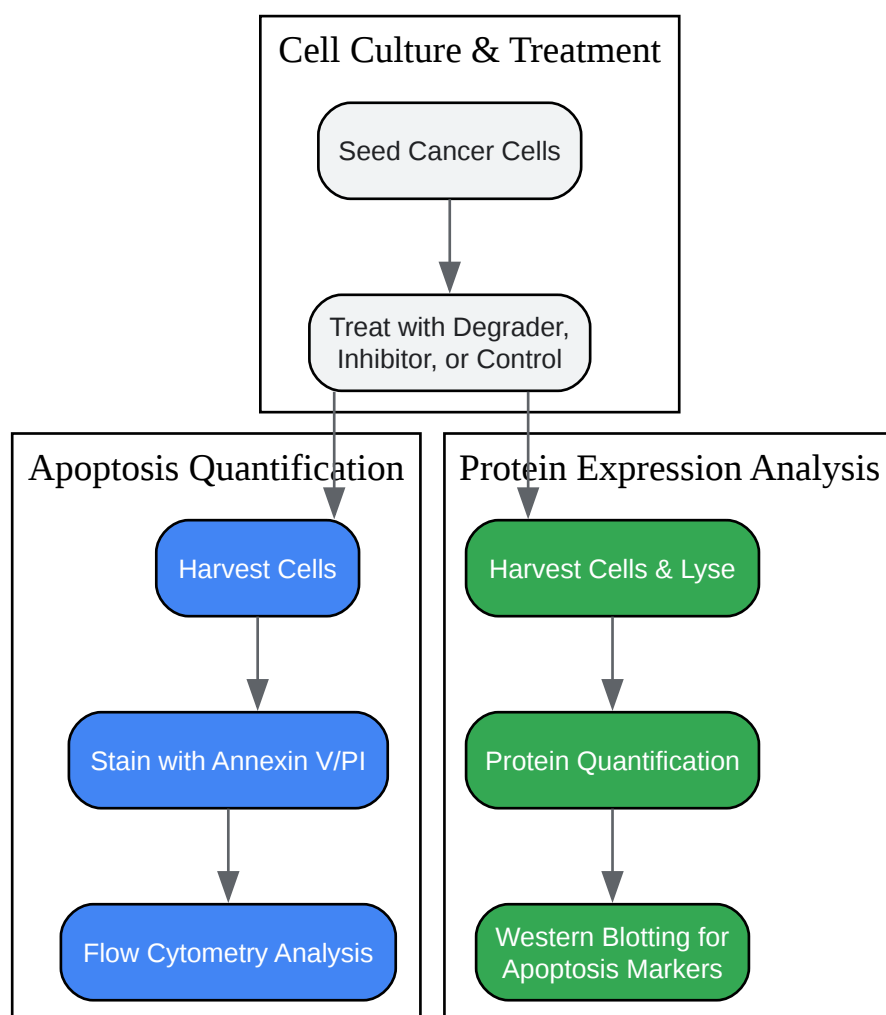 Cell Culture & Treatment
Seed Cancer Cells
Treat with Degrader,
Inhibitor, or Control
Apoptosis Quantification
Harvest Cells
Stain with Annexin V/PI
Flow Cytometry Analysis
Protein Expression Analysis
Harvest Cells & Lyse
Protein Quantification
Western Blotting for
Apoptosis Markers